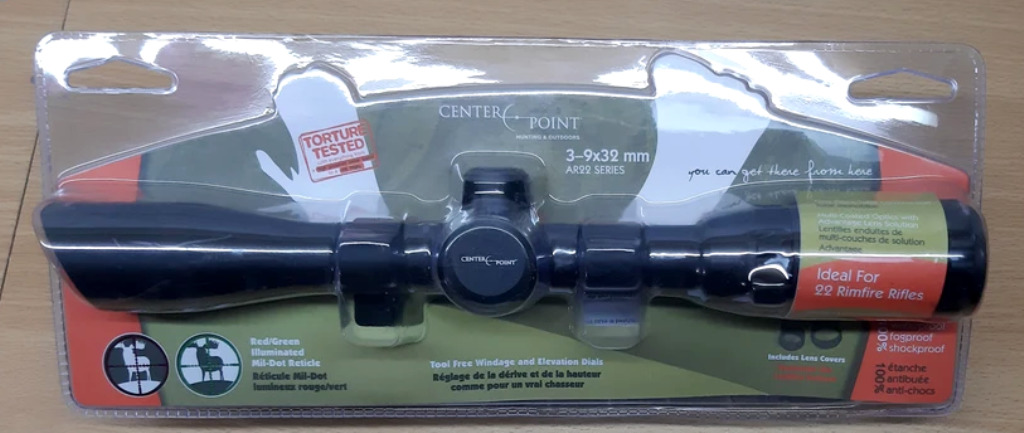 CENTER POINT
HUNTING & OUTDOORS
TORTURE
TESTED
3-9x32 mm
AR22 SERIES
you can get there from here
CENTER POINT
Multi-Coated Optics with
Lentilles enduites de
multi-couches de solution
Ideal For
22 Rimfire Rifles
Red/Green
Illuminated
Mil-Dot Reticle
Réticule Mil-Dot
lumineux rouge/vert
Tool Free Windage and Elevation Dials
Réglage de la dérive et de la hauteur
comme pour un vrai chasseur
Includes Lens Covers
fogproof
shockproof
100%
étanche
antibuée
anti-chocs